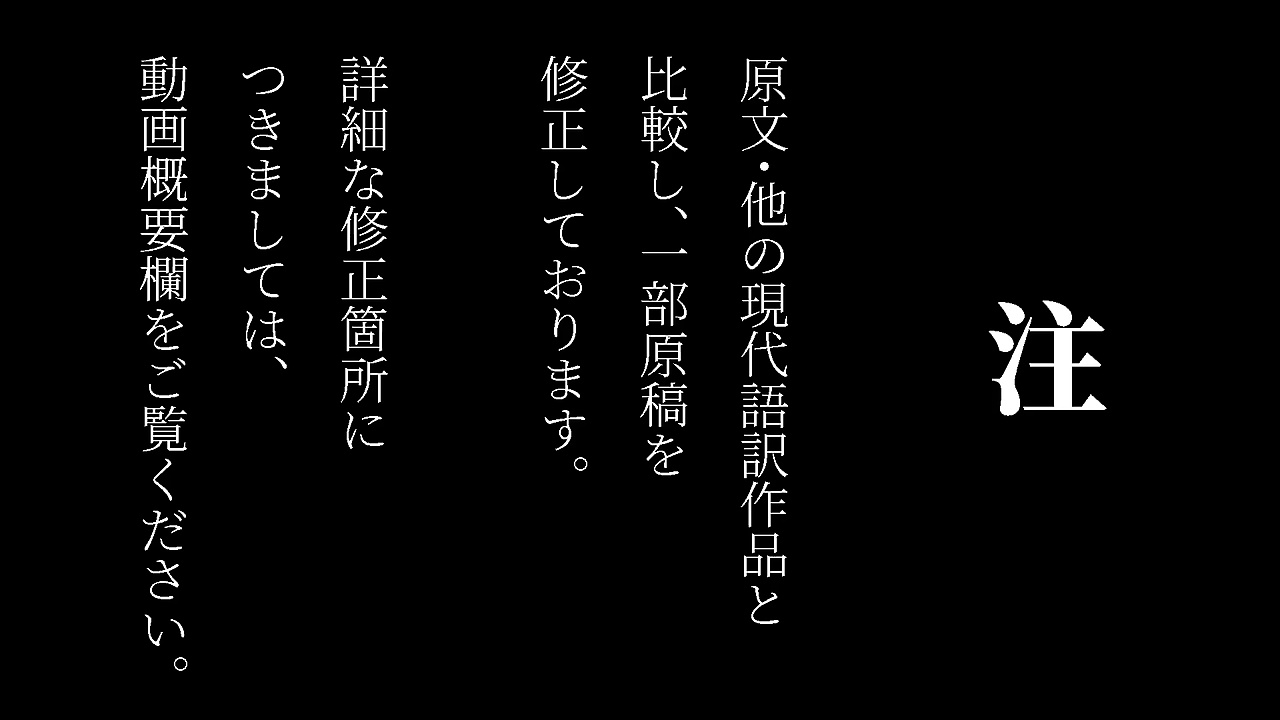 注
原文・他の現代語訳作品と
比較し、一部原稿を
修正しております。
詳細な修正箇所に
つきましては、
動画概要欄をご覧ください。